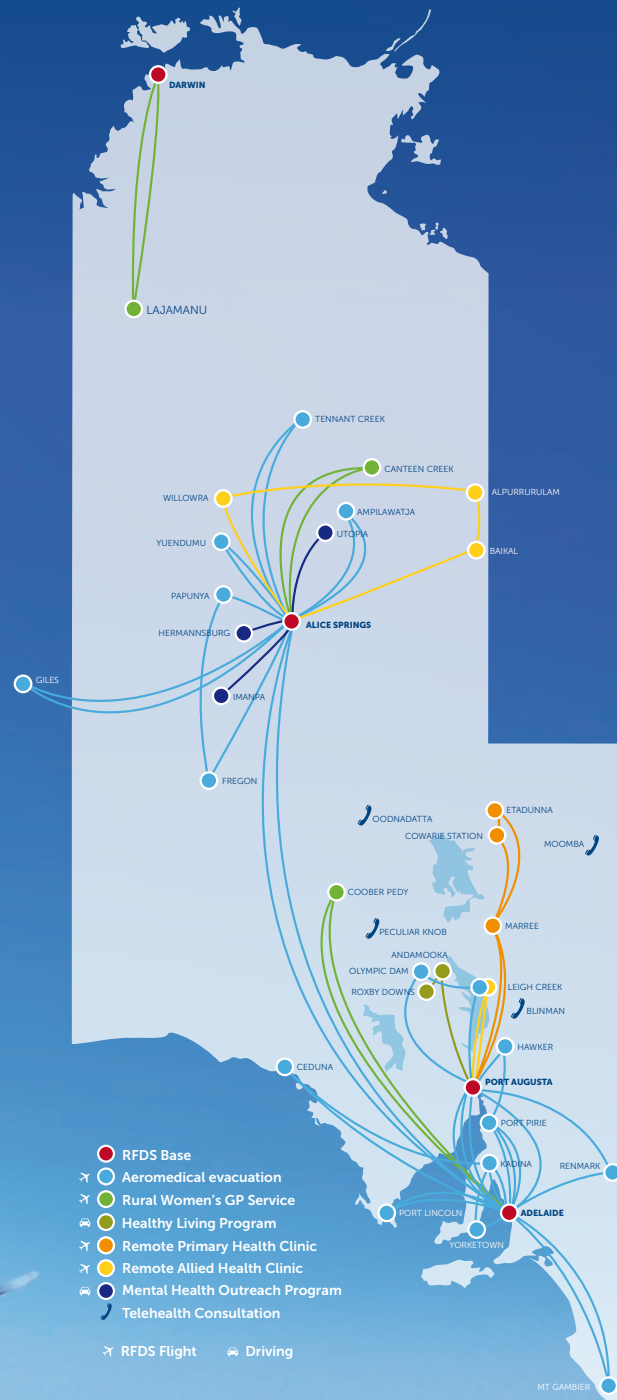 DARWIN
LAJAMANU
TENNANT CREEK
CANTEEN CREEK
WILLOWRA
ALPURRURULAM
AMPILAWATJA
UTOPIA
YUENDUMU
BAIKAL
PAPUNYA
ALICE SPRINGS
HERMANNSBURG
GILES
IMANPA
FREGON
ETADUNNA
OODNADATTA
COWARIE STATION
MOOMBA
COOBER PEDY
MARREE
PECULIAR KNOB
ANDAMOOKA
OLYMPIC DAM
ROXBY DOWNS
LEIGH CREEK
BLINMAN
HAWKER
CEDUNA
PORT AUGUSTA
PORT PIRIE
KADINA
RENMARK
PORT LINCOLN
ADELAIDE
YORKETOWN
MT GAMBIER
RFDS Base
Aeromedical evacuation
Rural Women's GP Service
Healthy Living Program
Remote Primary Health Clinic
Remote Allied Health Clinic
Mental Health Outreach Program
Telehealth Consultation
RFDS Flight Driving